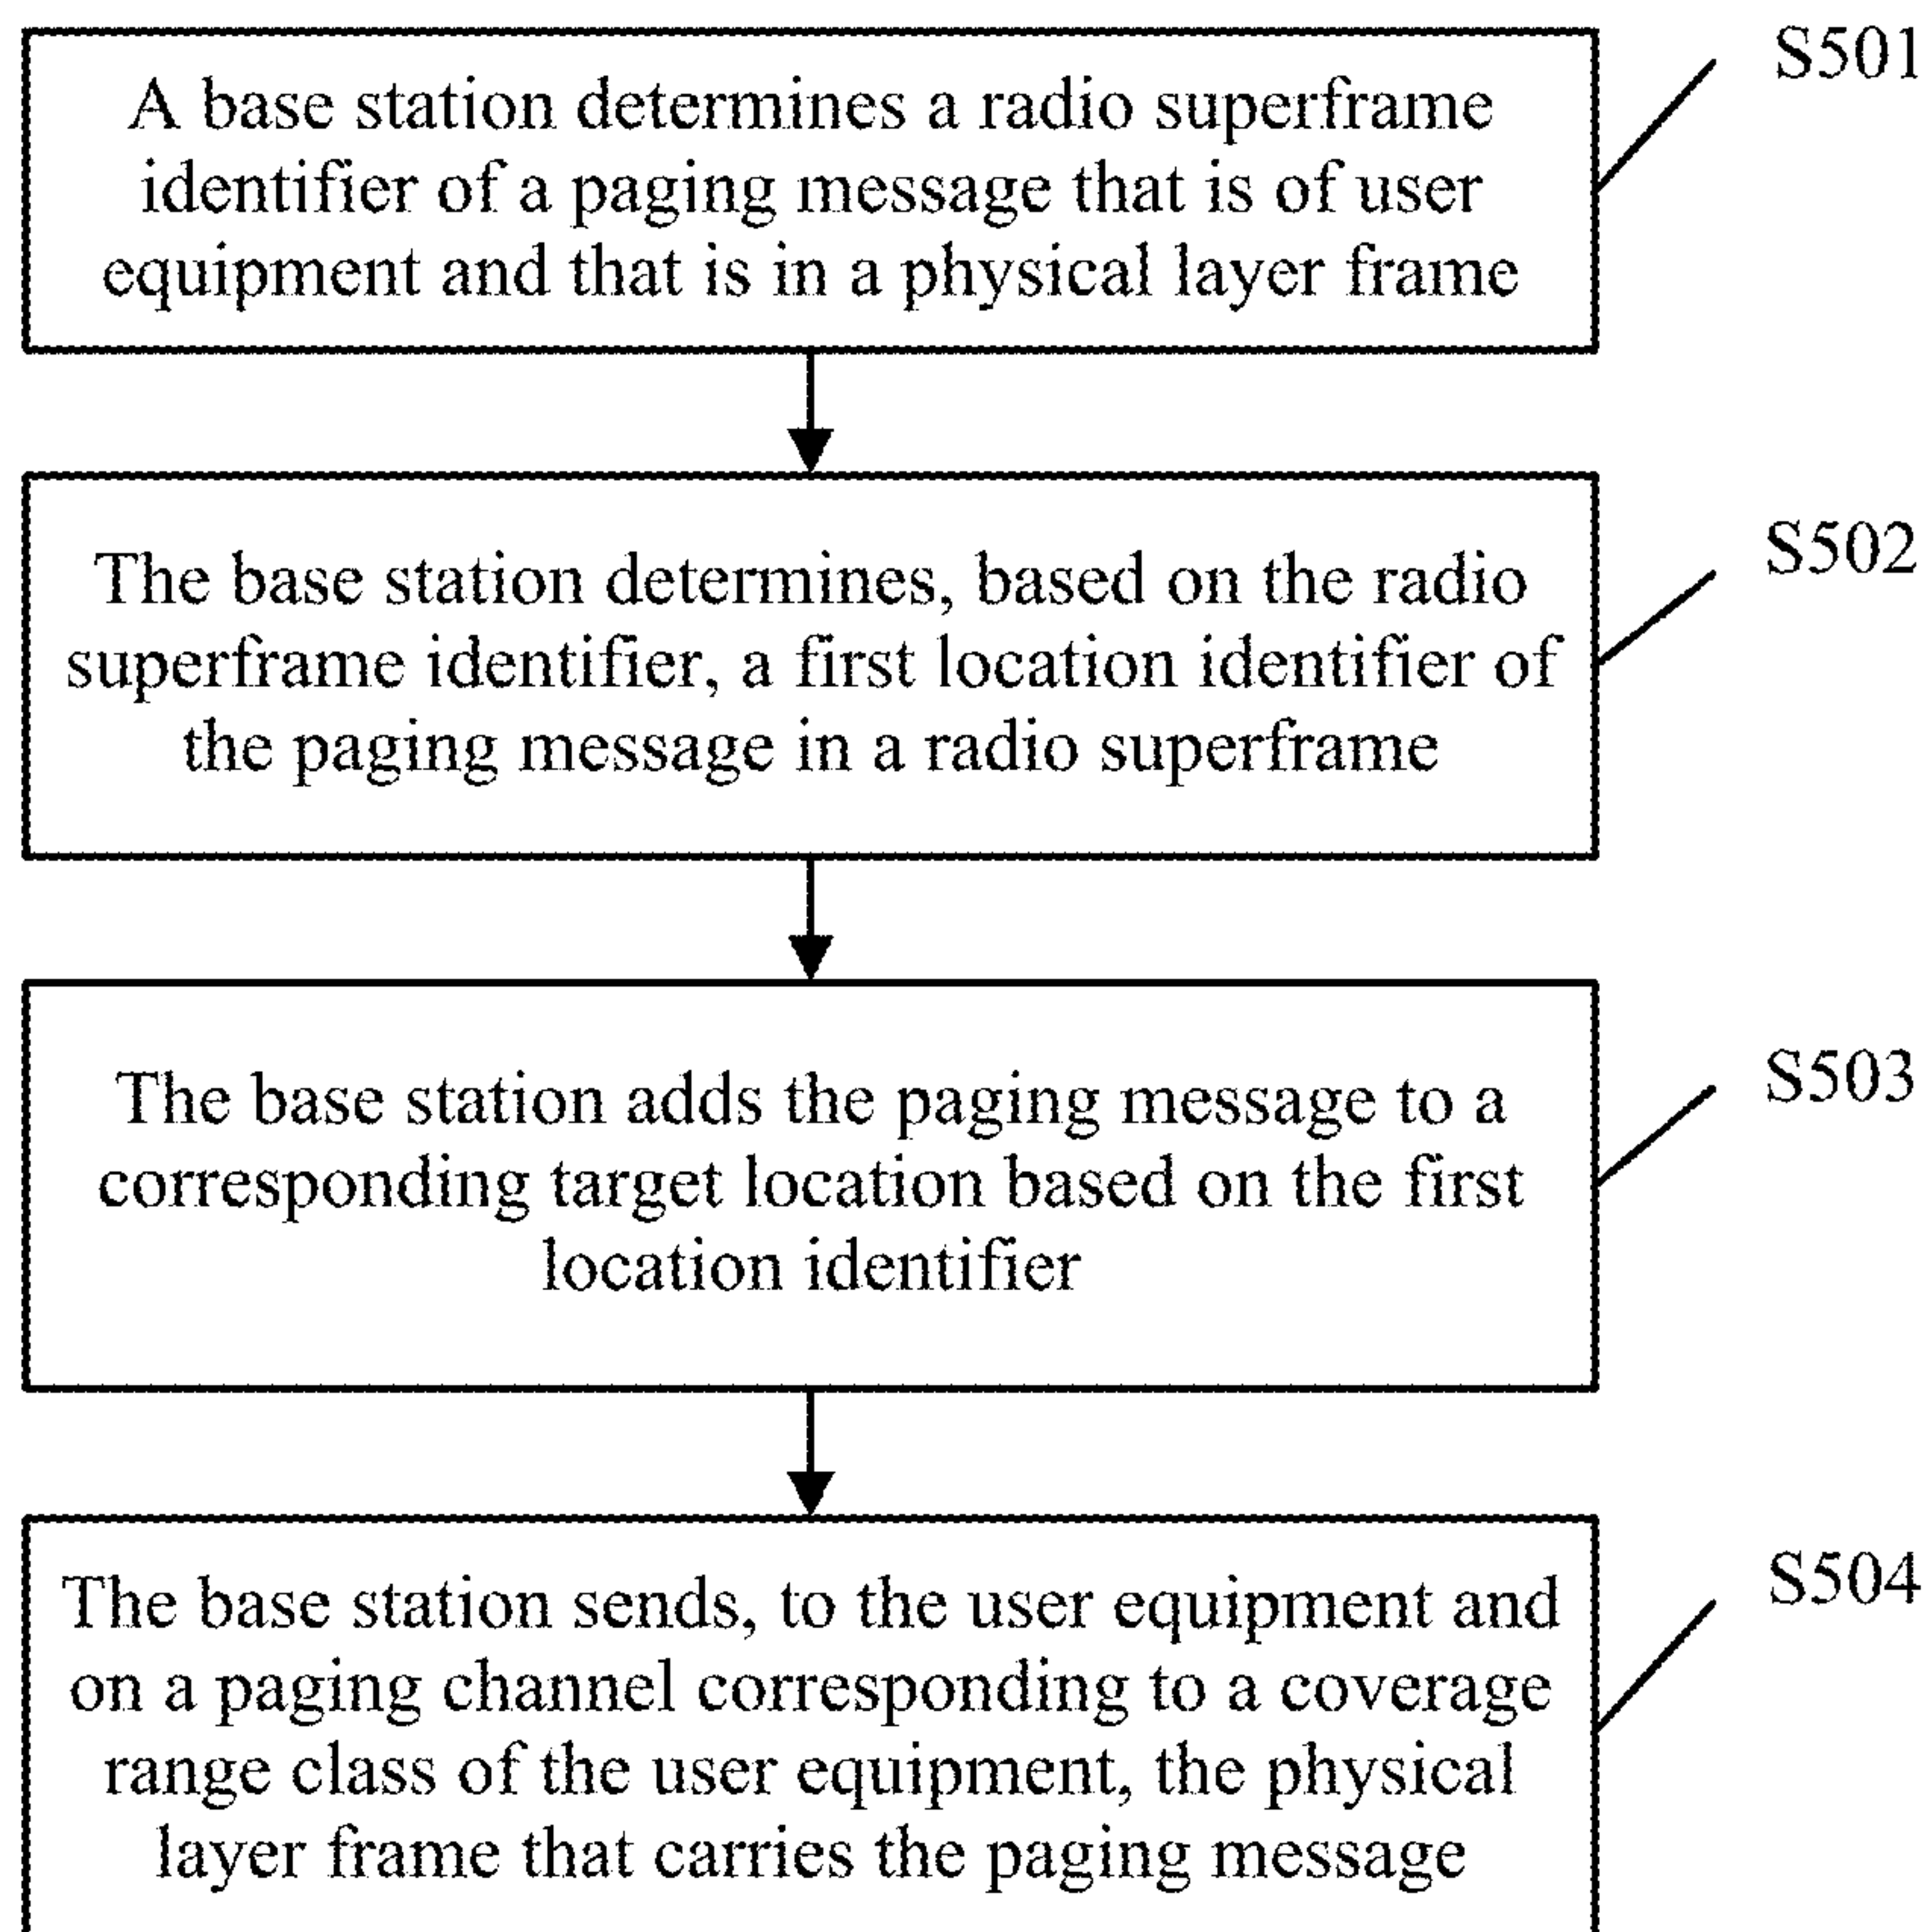 A base station determines a radio superframe
identifier of a paging message that is of user
equipment and that is in a physical layer frame
S501
The base station determines, based on the radio
superframe identifier, a first location identifier of
the paging message in a radio superframe
S502
The base station adds the paging message to a
corresponding target location based on the first
location identifier
S503
The base station sends, to the user equipment and
on a paging channel corresponding to a coverage
range class of the user equipment, the physical
layer frame that carries the paging message
S504